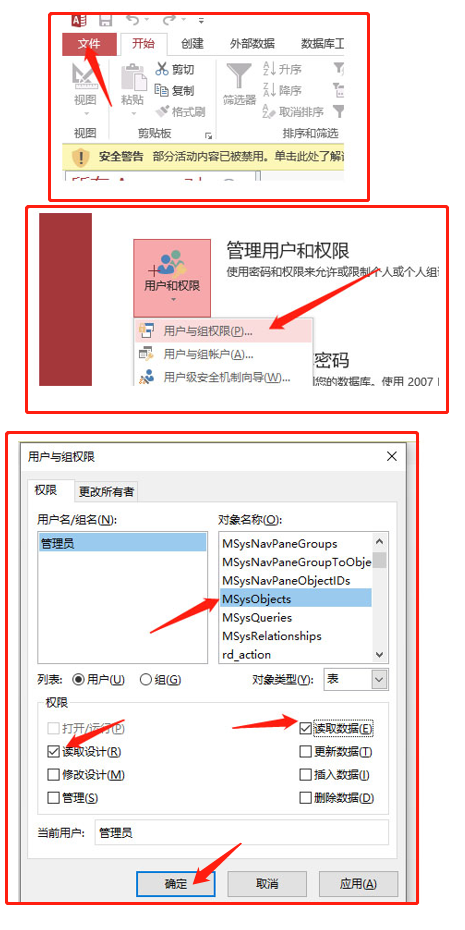 文件 开始 创建 外部数据 数据库工
剪切 升序
复制 降序
视图 粘贴 格式刷 筛选器 取消排序
视图 剪贴板 排序和筛选
安全警告 部分活动内容已被禁用。单击此处了解
管理用户和权限
使用密码和权限来允许或限制个人或个人组
用户和权限
用户与组权限(P)...
用户与组帐户(A)...
密码
用户级安全机制向导(W)...
您的数据库。使用 2007
用户与组权限
权限 更改所有者
用户名/组名(N): 对象名称(O):
管理员 MSysNavPaneGroups
MSysNavPaneGroupToObje
MSysNavPaneObjectIDs
MSysObjects
MSysQueries
MSysRelationships
rd_action
列表: 用户(U) 组(G) 对象类型(Y): 表
权限
打开/运行(P) 读取数据(E)
读取设计(R) 更新数据(T)
修改设计(M) 插入数据(I)
管理(S) 删除数据(D)
当前用户: 管理员
确定 取消 应用(A)